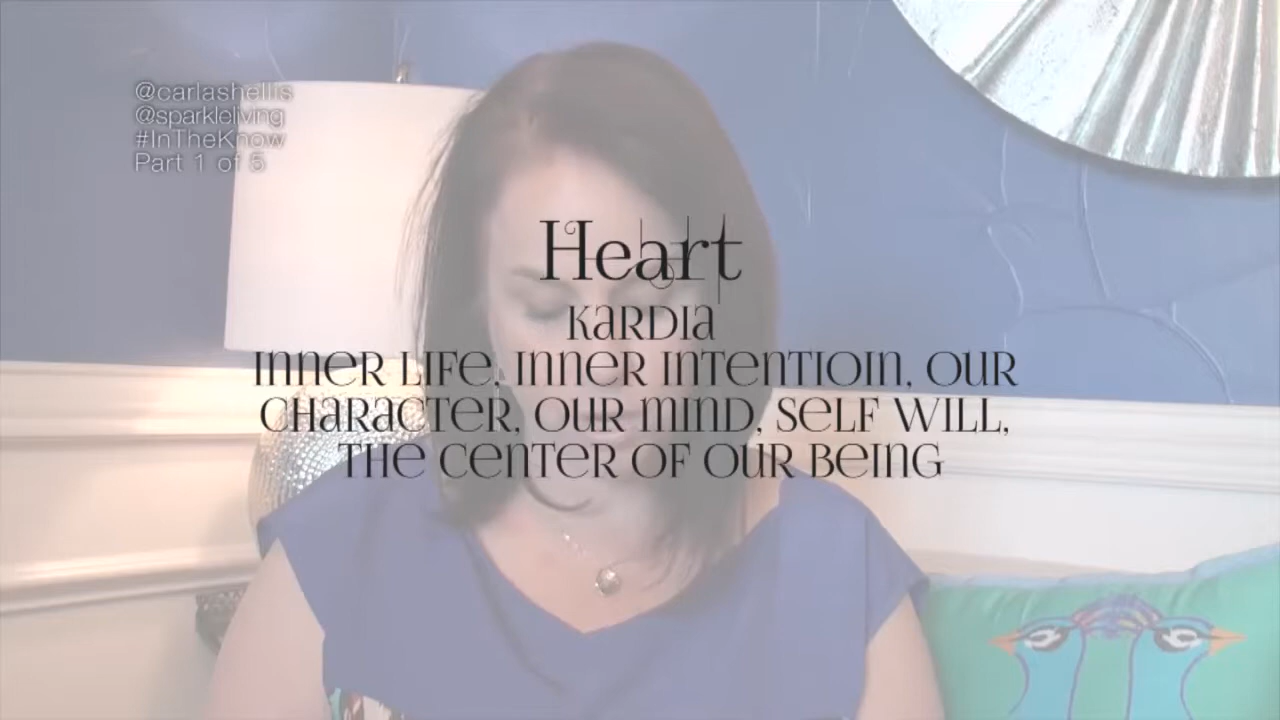 @carlashellis
@sparkleliving
#InTheKnow
Part 1 of 5
Heart
KARDIA
INNER LIFE, INNER INTENTIOIN, OUR
CHARACTER, OUR MIND, SELF WILL,
THE CENTER OF OUR BEING